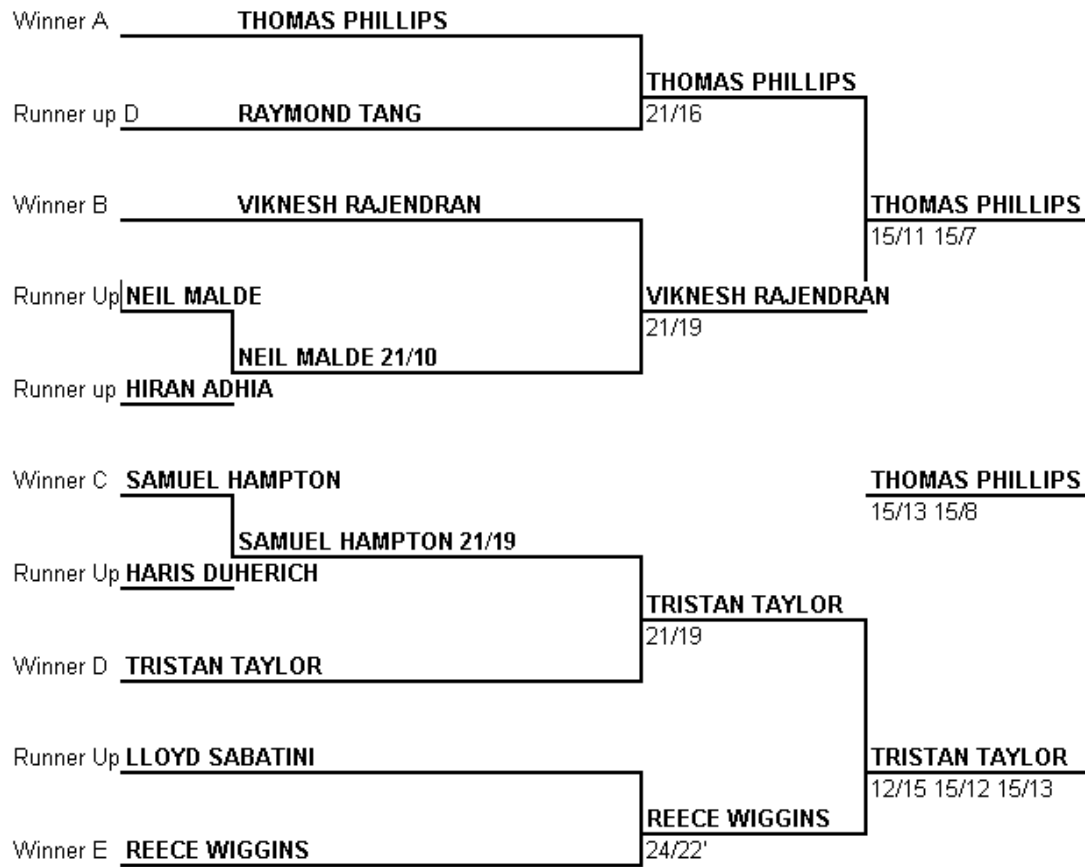 Winner A THOMAS PHILLIPS
THOMAS PHILLIPS
Runner up D RAYMOND TANG 21/16
Winner B VIKNESH RAJENDRAN THOMAS PHILLIPS
15/11 15/7
Runner Up NEIL MALDE VIKNESH RAJENDRAN
21/19
NEIL MALDE 21/10
Runner up HIRAN ADHIA
Winner C SAMUEL HAMPTON THOMAS PHILLIPS
15/13 15/8
SAMUEL HAMPTON 21/19
Runner Up HARIS DUHERICH
TRISTAN TAYLOR
21/19
Winner D TRISTAN TAYLOR
Runner Up LLOYD SABATINI TRISTAN TAYLOR
12/15 15/12 15/13
REECE WIGGINS
Winner E REECE WIGGINS 24/22'